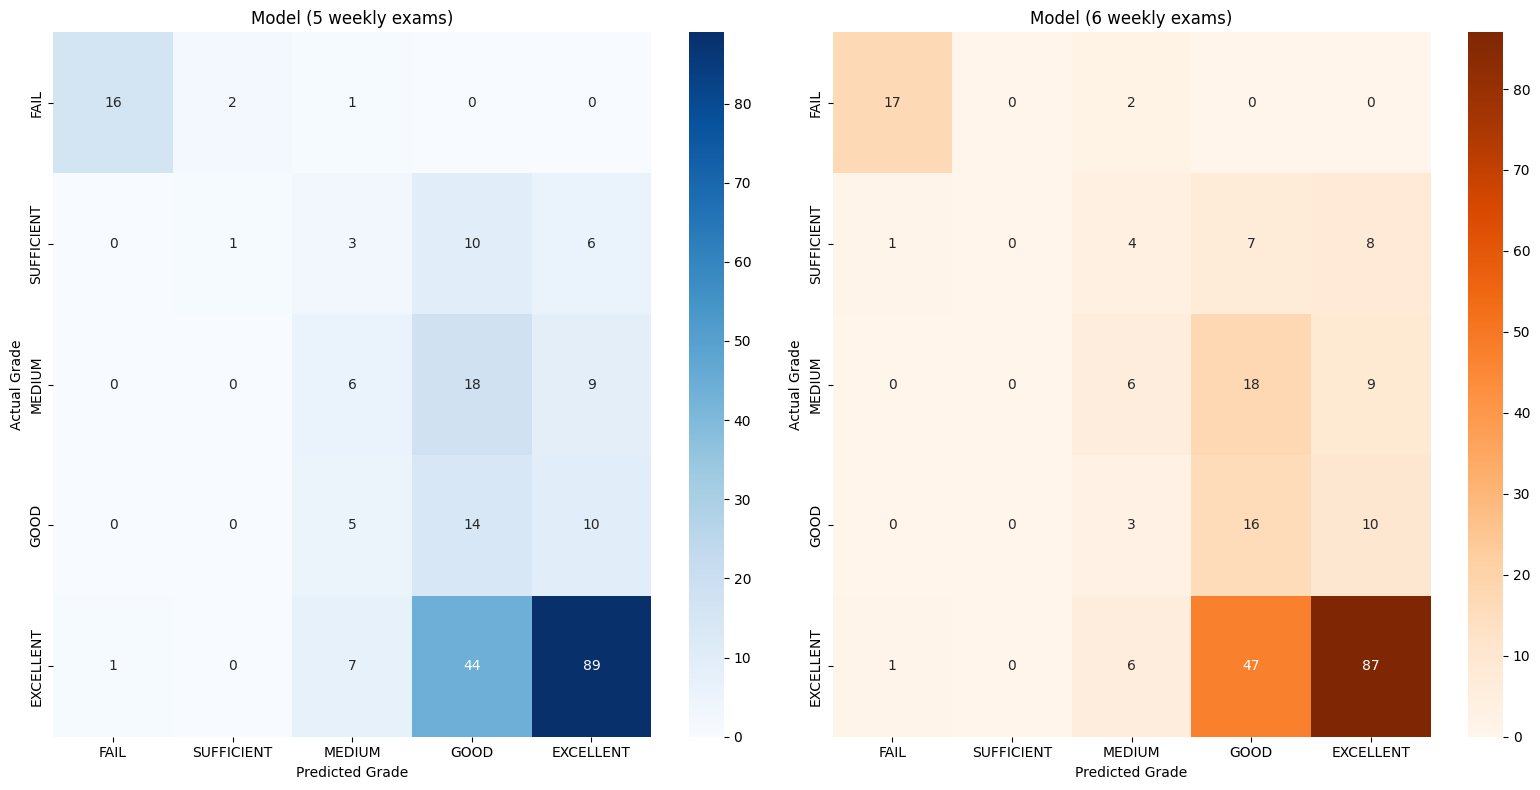 Model (5 weekly exams)
FAIL
SUFFICIENT
MEDIUM
GOOD
EXCELLENT
Actual Grade
16 2 1 0 0
0 1 3 10 6
0 0 6 18 9
0 0 5 14 10
1 0 7 44 89
FAIL SUFFICIENT MEDIUM GOOD EXCELLENT
Predicted Grade
80
70
60
50
40
30
20
10
0
Model (6 weekly exams)
FAIL
SUFFICIENT
MEDIUM
GOOD
EXCELLENT
Actual Grade
17 0 2 0 0
1 0 4 7 8
0 0 6 18 9
0 0 3 16 10
1 0 6 47 87
FAIL SUFFICIENT MEDIUM GOOD EXCELLENT
Predicted Grade
80
70
60
50
40
30
20
10
0